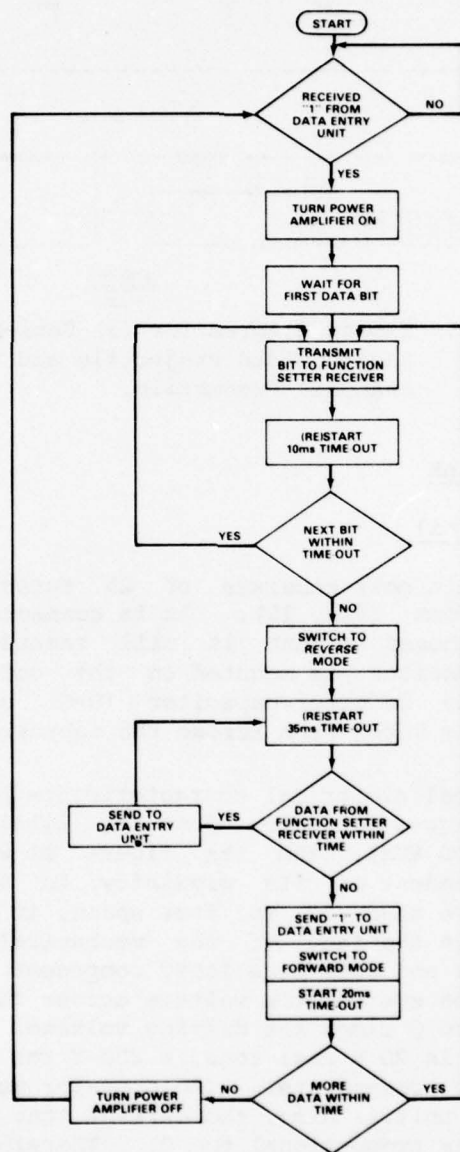 START
RECEIVED
"1" FROM
DATA ENTRY
UNIT
NO
YES
TURN POWER
AMPLIFIER ON
WAIT FOR
FIRST DATA BIT
TRANSMIT
BIT TO FUNCTION
SETTER RECEIVER
(RE)START
10ms TIME-OUT
YES
NEXT BIT
WITHIN
TIME-OUT
NO
SWITCH TO
REVERSE
MODE
(RE)START
35ms TIME-OUT
SEND TO
DATA ENTRY
UNIT
YES
DATA FROM
FUNCTION SETTER
RECEIVER WITHIN
TIME
NO
SEND "1" TO
DATA ENTRY UNIT
SWITCH TO
FORWARD MODE
START 20ms
TIME-OUT
TURN POWER
AMPLIFIER OFF
NO
MORE
DATA WITHIN
TIME
YES